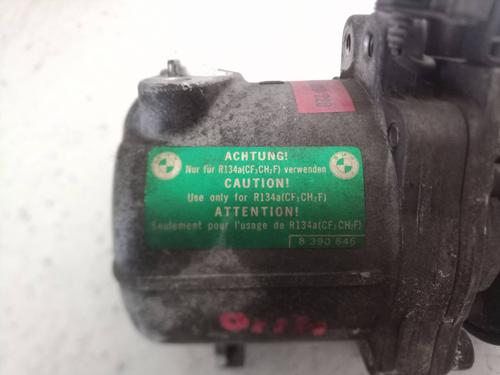 ACHTUNG!
Nur für R134a(CF₃CH₂F) verwenden
CAUTION!
Use only for R134a(CF₃CH₂F)
ATTENTION!
Seulement pour l'usage de R134a(CF₃CH₂F)
8 390 646